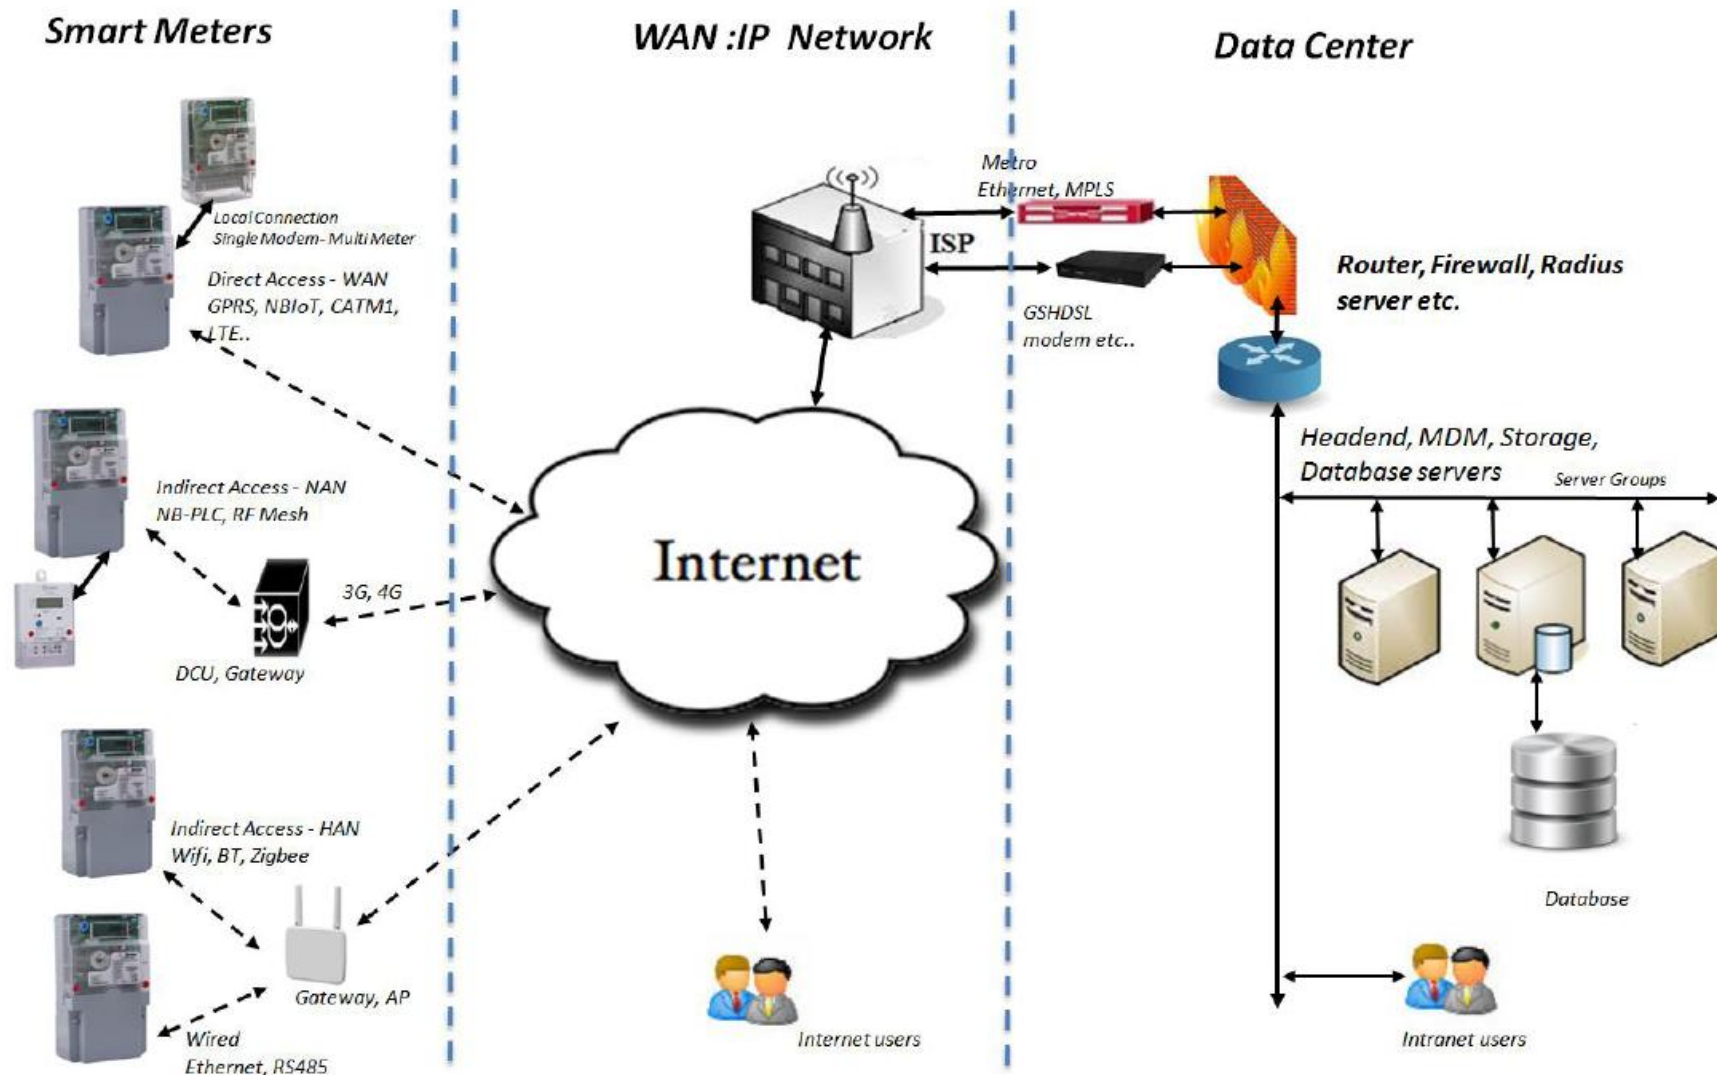 Smart Meters
WAN :IP Network
Data Center
Local Connection
Single Modem- Multi Meter
Direct Access - WAN
GPRS, NBIoT, CATM1,
LTE..
Indirect Access - NAN
NB-PLC, RF Mesh
3G, 4G
DCU, Gateway
Indirect Access - HAN
Wifi, BT, Zigbee
Gateway, AP
Wired
Ethernet, RS485
ISP
Internet
Internet users
Metro
Ethernet, MPLS
GSHDSL
modem etc..
Router, Firewall, Radius
server etc.
Headend, MDM, Storage,
Database servers
Server Groups
Database
Intranet users